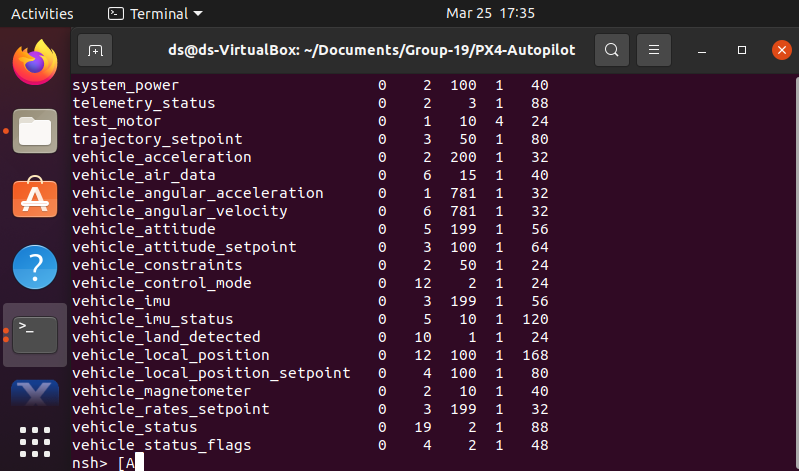 Activities Terminal Mar 25 17:35
ds@ds-VirtualBox: ~/Documents/Group-19/PX4-Autopilot
system_power 0 2 100 1 40
telemetry_status 0 2 3 1 88
test_motor 0 1 10 4 24
trajectory_setpoint 0 3 50 1 80
vehicle_acceleration 0 2 200 1 32
vehicle_air_data 0 6 15 1 40
vehicle_angular_acceleration 0 1 781 1 32
vehicle_angular_velocity 0 6 781 1 32
vehicle_attitude 0 5 199 1 56
vehicle_attitude_setpoint 0 3 100 1 64
vehicle_constraints 0 2 50 1 24
vehicle_control_mode 0 12 2 1 24
vehicle_imu 0 3 199 1 56
vehicle_imu_status 0 5 10 1 120
vehicle_land_detected 0 10 1 1 24
vehicle_local_position 0 12 100 1 168
vehicle_local_position_setpoint 0 4 100 1 80
vehicle_magnetometer 0 2 10 1 40
vehicle_rates_setpoint 0 3 199 1 32
vehicle_status 0 19 2 1 88
vehicle_status_flags 0 4 2 1 48
nsh> [A